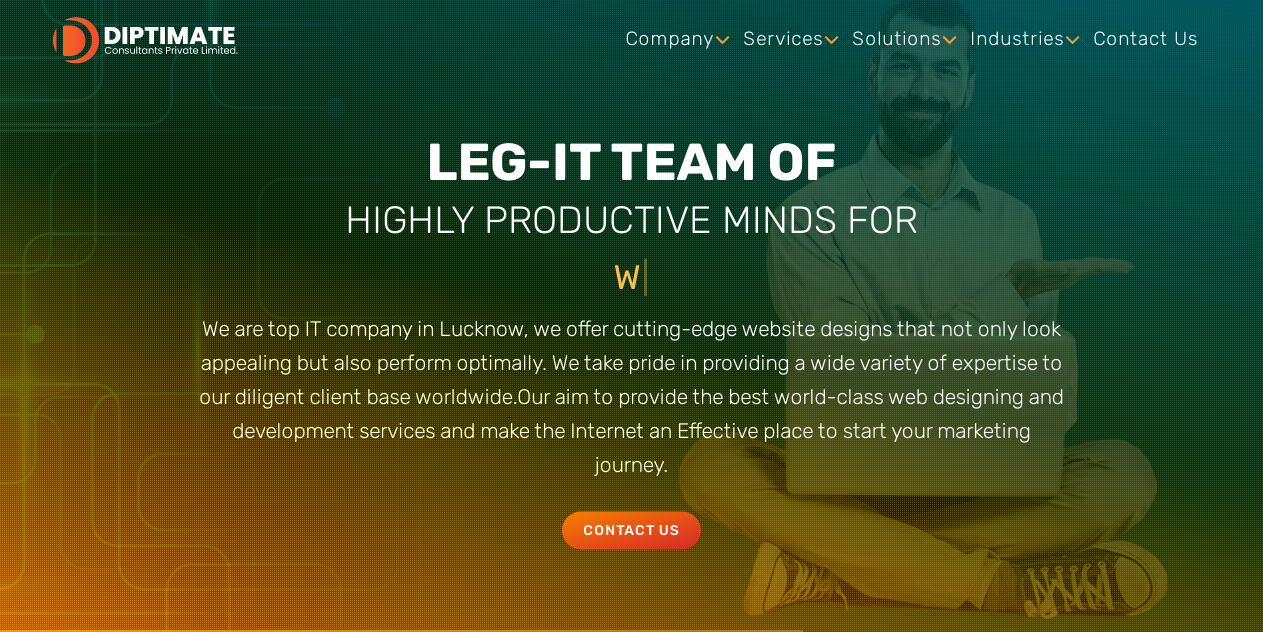 DIPTIMATE
Consultants Private Limited.
Company Services Solutions Industries Contact Us
LEG-IT TEAM OF
HIGHLY PRODUCTIVE MINDS FOR
W
We are top IT company in Lucknow, we offer cutting-edge website designs that not only look
appealing but also perform optimally. We take pride in providing a wide variety of expertise to
our diligent client base worldwide.Our aim to provide the best world-class web designing and
development services and make the Internet an Effective place to start your marketing
journey.
CONTACT US